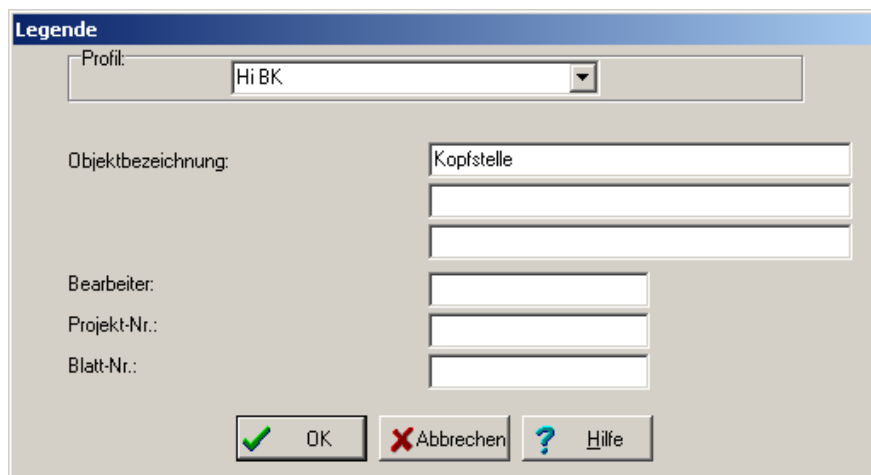 Legende
Profil:
Hi BK
Objektbezeichnung: Kopfstelle
Bearbeiter:
Projekt-Nr.:
Blatt-Nr.:
OK Abbrechen Hilfe